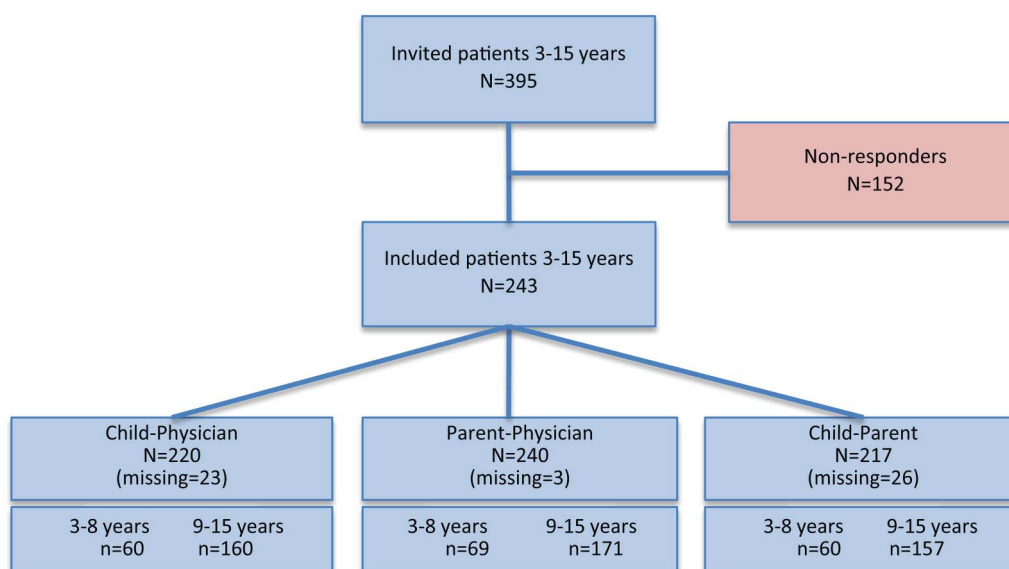 Invited patients 3-15 years
N=395
Non-responders
N=152
Included patients 3-15 years
N=243
Child-Physician
N=220
(missing=23)
3-8 years 9-15 years
n=60 n=160
Parent-Physician
N=240
(missing=3)
3-8 years 9-15 years
n=69 n=171
Child-Parent
N=217
(missing=26)
3-8 years 9-15 years
n=60 n=157